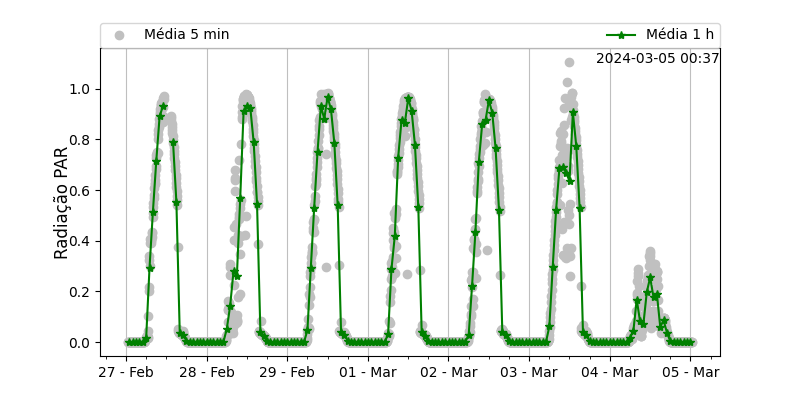 Média 5 min
Média 1 h
2024-03-05 00:37
Radiação PAR
1.0
0.8
0.6
0.4
0.2
0.0
27 - Feb
28 - Feb
29 - Feb
01 - Mar
02 - Mar
03 - Mar
04 - Mar
05 - Mar